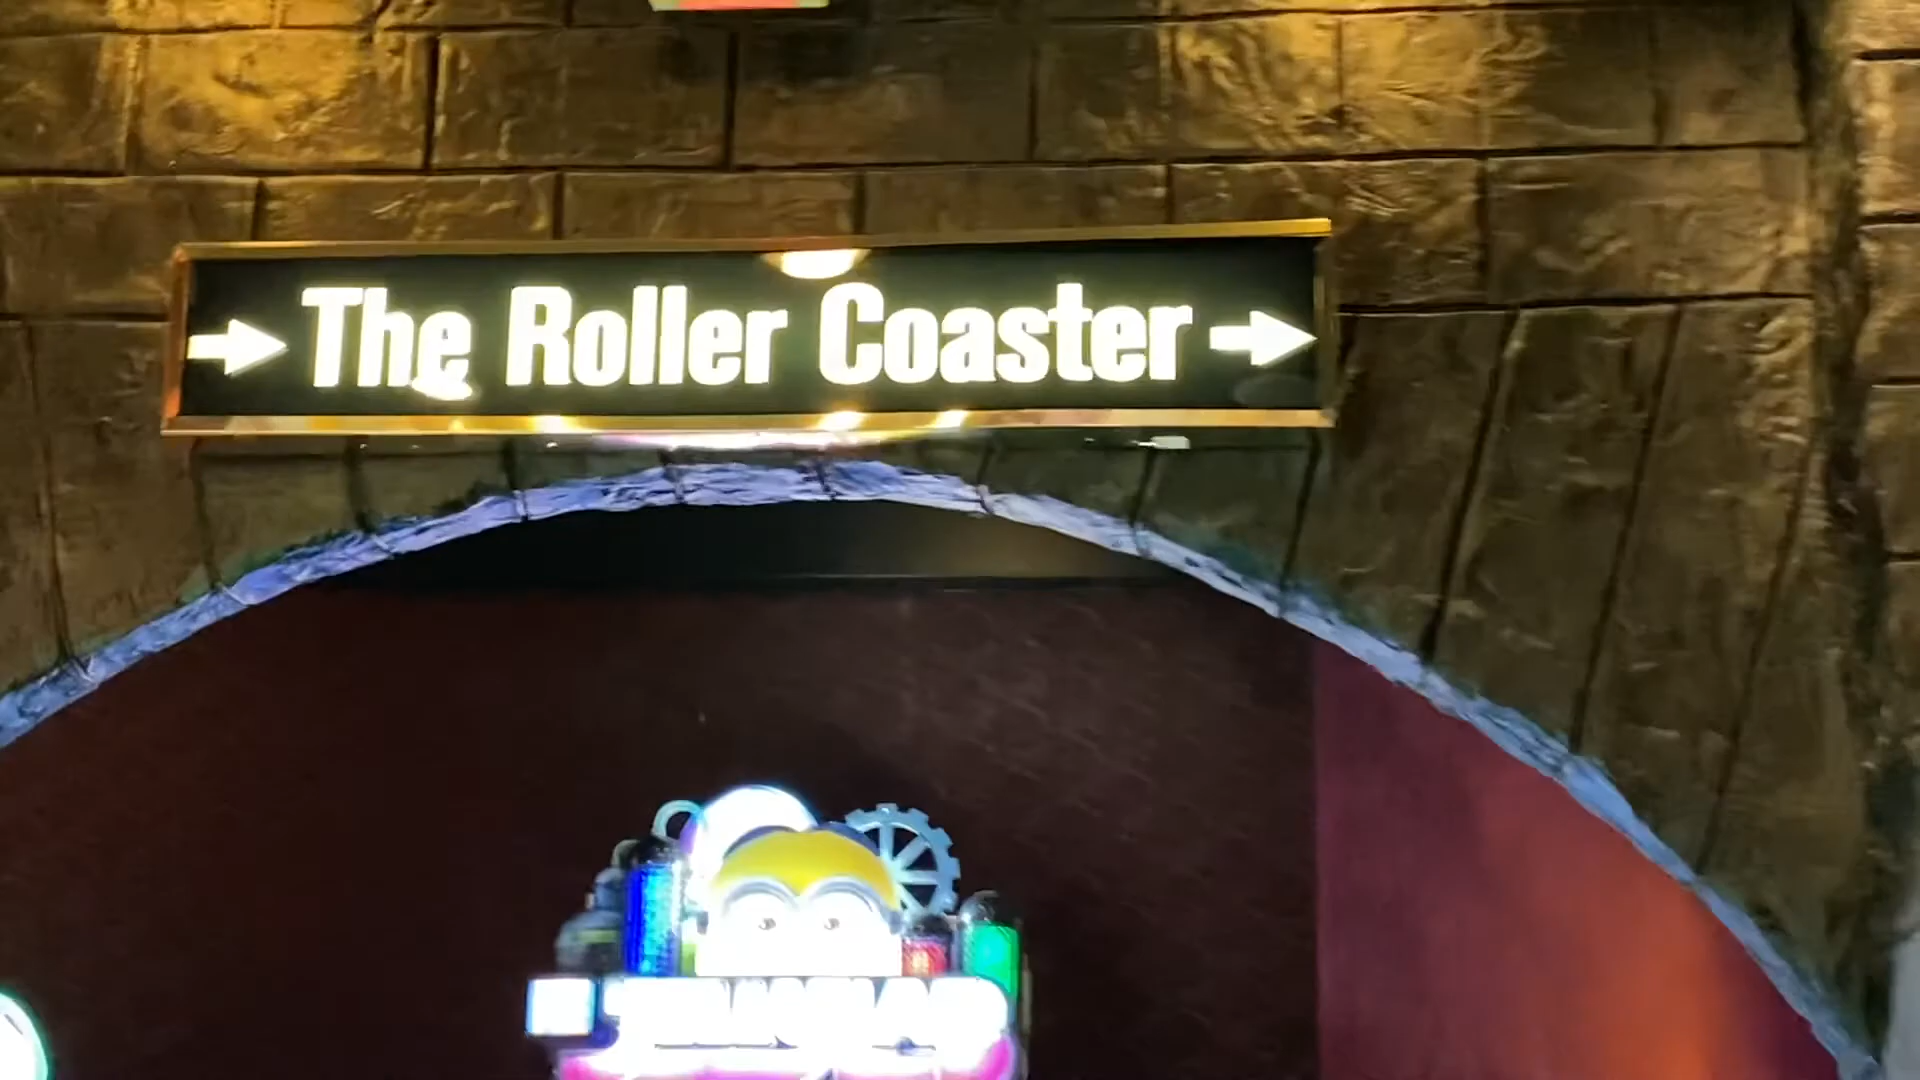 → The Roller Coaster →